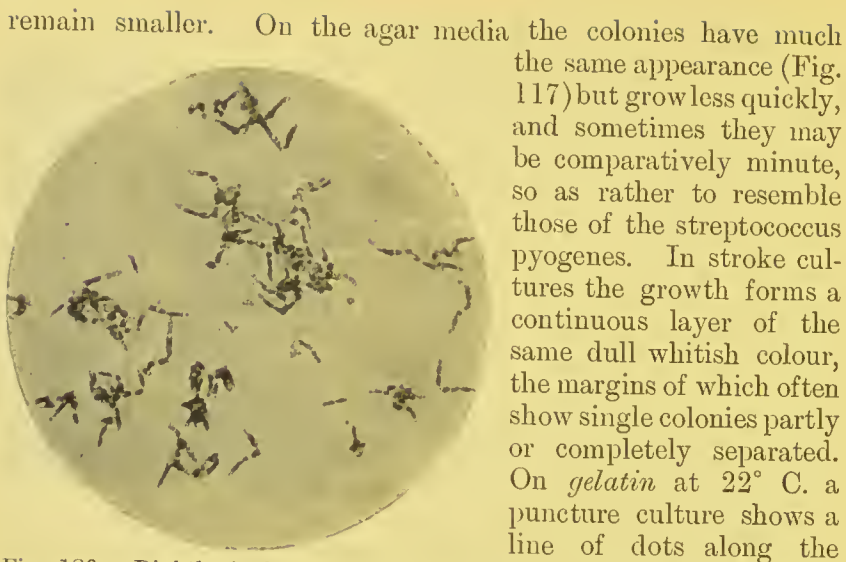 remain smaller. On the agar media the colonies have much
the same appearance (Fig.
117) but grow less quickly,
and sometimes they may
be comparatively minute,
so as rather to resemble
those of the streptococcus
pyogenes. In stroke cul-
tures the growth forms a
continuous layer of the
same dull whitish colour,
the margins of which often
show single colonies partly
or completely separated.
On gelatin at 22° C. a
puncture culture shows a
line of dots along the